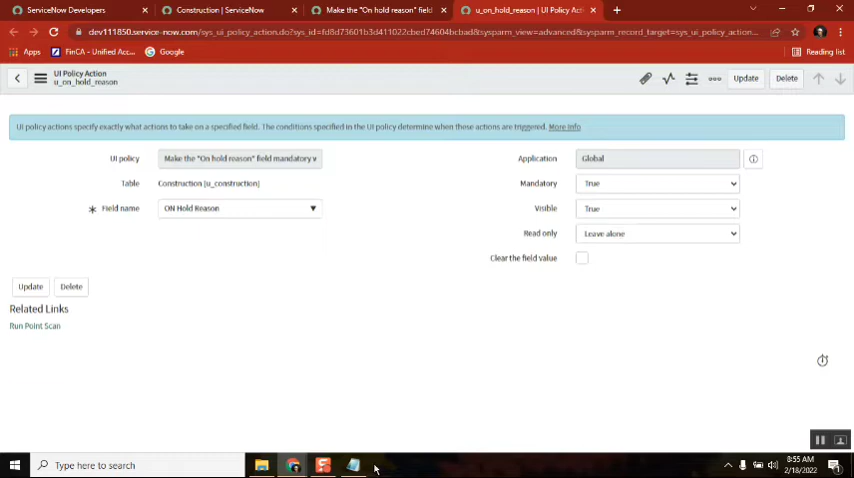 ServiceNow Developers
Construction | ServiceNow
Make the "On hold reason" field
u_on_hold_reason | UI Policy Acti
dev111850.service-now.com/sys_ui_policy_action.do?sys_id=fd8d73601b3d411022cbed74604bcbad&sysparm_view=advanced&sysparm_record_target=sys_ui_policy_action...
Apps
FinCA - Unified Acc...
Google
Reading list
UI Policy Action
u_on_hold_reason
Update
Delete
UI policy actions specify exactly what actions to take on a specified field. The conditions specified in the UI policy determine when these actions are triggered. More Info
UI policy
Make the "On hold reason" field mandatory w
Application
Global
Table
Construction [u_construction]
Mandatory
True
Field name
ON Hold Reason
Visible
True
Read only
Leave alone
Clear the field value
Update
Delete
Related Links
Run Point Scan
Type here to search
8:55 AM
2/18/2022
1